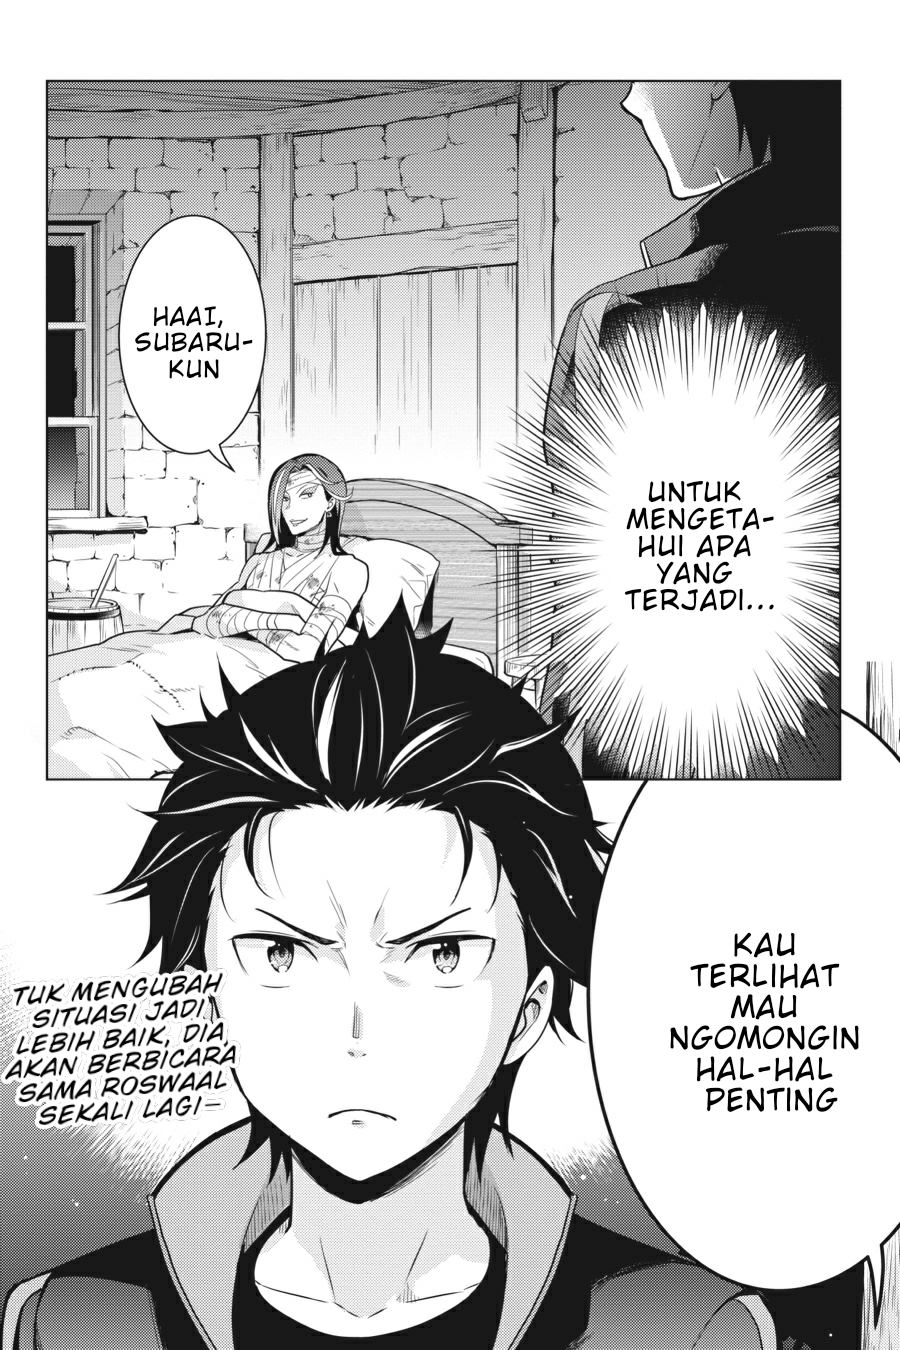 UNTUK
MENGETA-
HUI APA
YANG
TERJADI...
HAAI,
SUBARU-
KUN
KAU
TERLIHAT
MAU
NGOMONGIN
HAL-HAL
PENTING
TUK MENGUBAH
SITUASI JADI
LEBIH BAIK, DIA
AKAN BERBICARA
SAMA ROSWAAL
SEKALI LAGI—